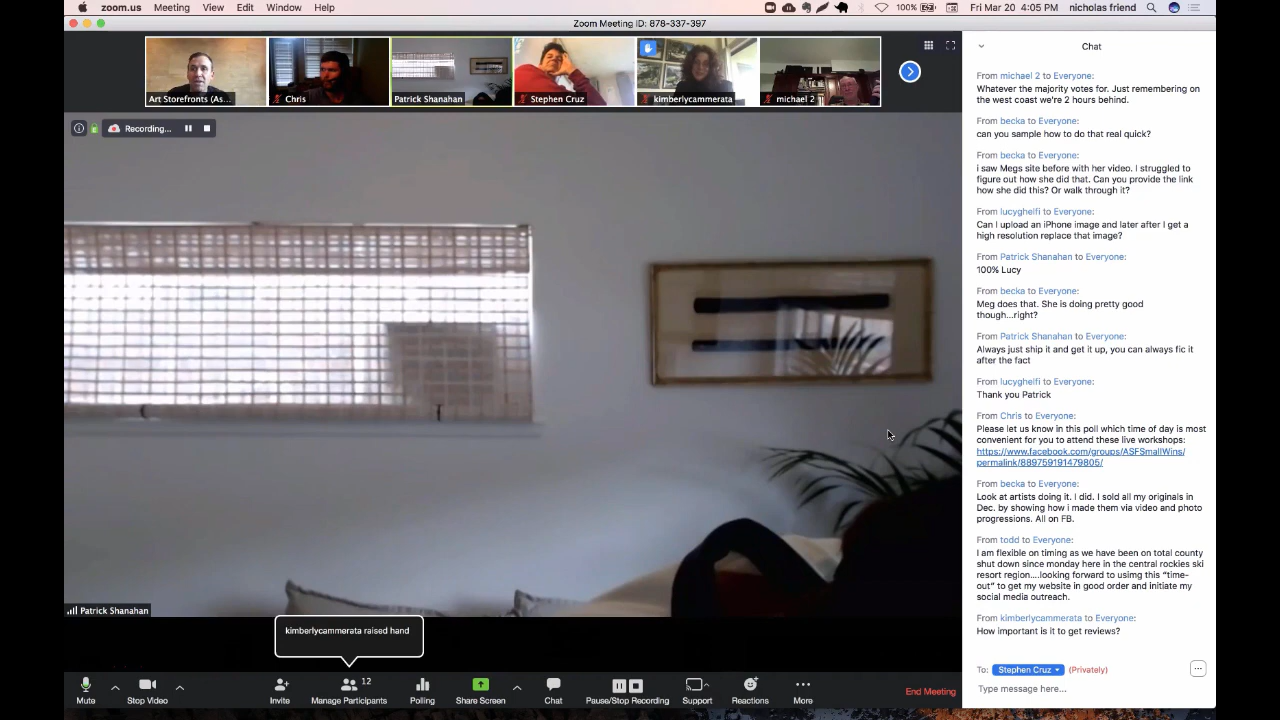 zoom.us Meeting View Edit Window Help
100% Fri Mar 20 4:05 PM nicholas friend
Zoom Meeting ID: 878-337-397
Art Storefronts (As...
Chris
Patrick Shanahan
Stephen Cruz
kimberlycammerata
michael 2
Recording...
Patrick Shanahan
kimberlycammerata raised hand
Mute
Stop Video
Invite
12
Manage Participants
Polling
Share Screen
Chat
Pause/Stop Recording
Support
Reactions
More
End Meeting
Chat
From michael 2 to Everyone:
Whatever the majority votes for. Just remembering on
the west coast we're 2 hours behind.
From becka to Everyone:
can you sample how to do that real quick?
From becka to Everyone:
i saw Megs site before with her video. I struggled to
figure out how she did that. Can you provide the link
how she did this? Or walk through it?
From lucyghelfi to Everyone:
Can I upload an iPhone image and later after I get a
high resolution replace that image?
From Patrick Shanahan to Everyone:
100% Lucy
From becka to Everyone:
Meg does that. She is doing pretty good
though...right?
From Patrick Shanahan to Everyone:
Always just ship it and get it up, you can always fic it
after the fact
From lucyghelfi to Everyone:
Thank you Patrick
From Chris to Everyone:
Please let us know in this poll which time of day is most
convenient for you to attend these live workshops:
https://www.facebook.com/groups/ASFSmallWins/
permalink/889759191479805/
From becka to Everyone:
Look at artists doing it. I did. I sold all my originals in
Dec. by showing how i made them via video and photo
progressions. All on FB.
From todd to Everyone:
I am flexible on timing as we have been on total county
shut down since monday here in the central rockies ski
resort region....looking forward to usimg this “time-
out” to get my website in good order and initiate my
social media outreach.
From kimberlycammerata to Everyone:
How important is it to get reviews?
To: Stephen Cruz (Privately)
Type message here...